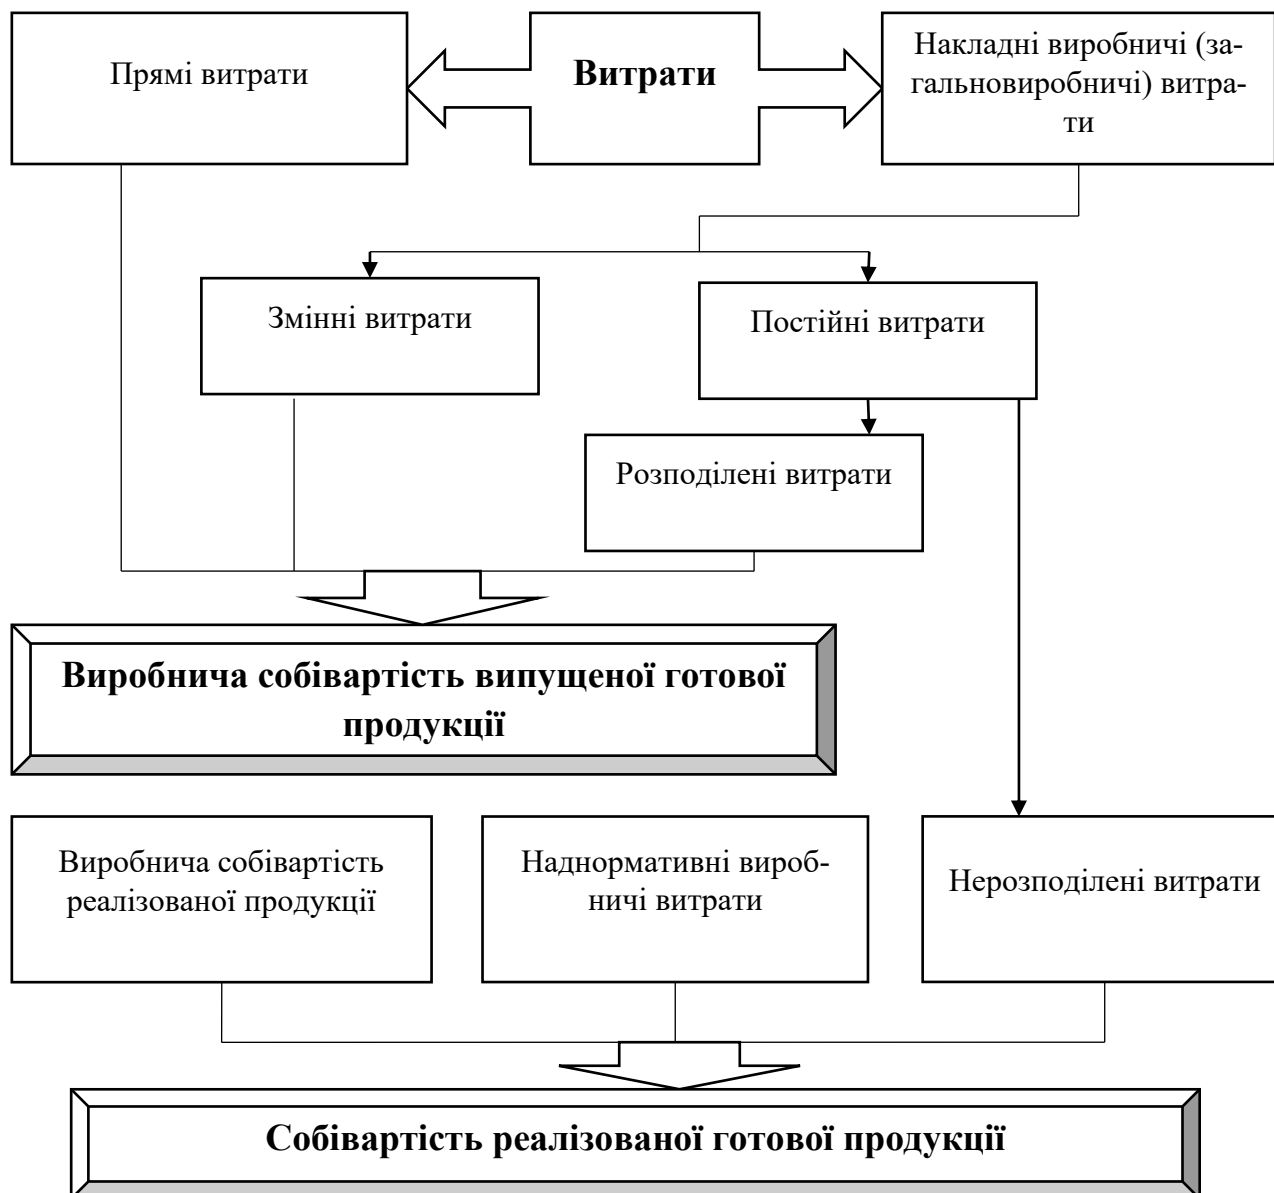 Прямі витрати
Витрати
Накладні виробничі (за-
гальновиробничі) витра-
ти
Змінні витрати
Постійні витрати
Розподілені витрати
Виробнича собівартість випущеної готової
продукції
Виробнича собівартість
реалізованої продукції
Наднормативні вироб-
ничі витрати
Нерозподілені витрати
Собівартість реалізованої готової продукції